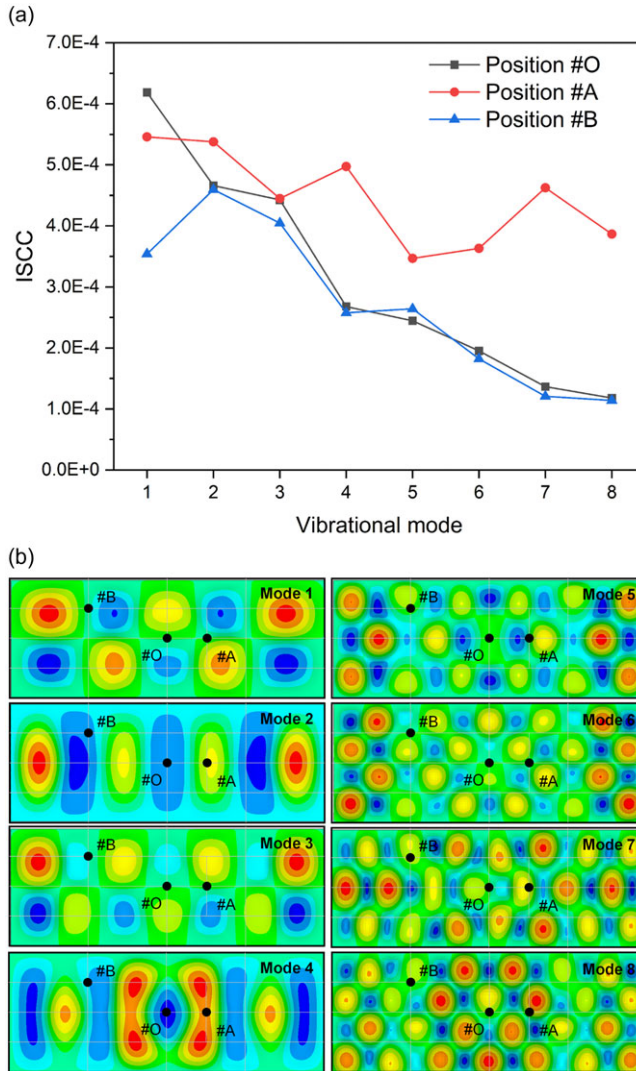 (a)
7.0E-4
6.0E-4
5.0E-4
4.0E-4
3.0E-4
2.0E-4
1.0E-4
0.0E+0
ISCC
Position #O
Position #A
Position #B
1 2 3 4 5 6 7 8
Vibrational mode
(b)
Mode 1
#B
#O
#A
Mode 5
#B
#O
#A
Mode 2
#B
#O
#A
Mode 6
#B
#O
#A
Mode 3
#B
#O
#A
Mode 7
#B
#O
#A
Mode 4
#B
#O
#A
Mode 8
#B
#O
#A